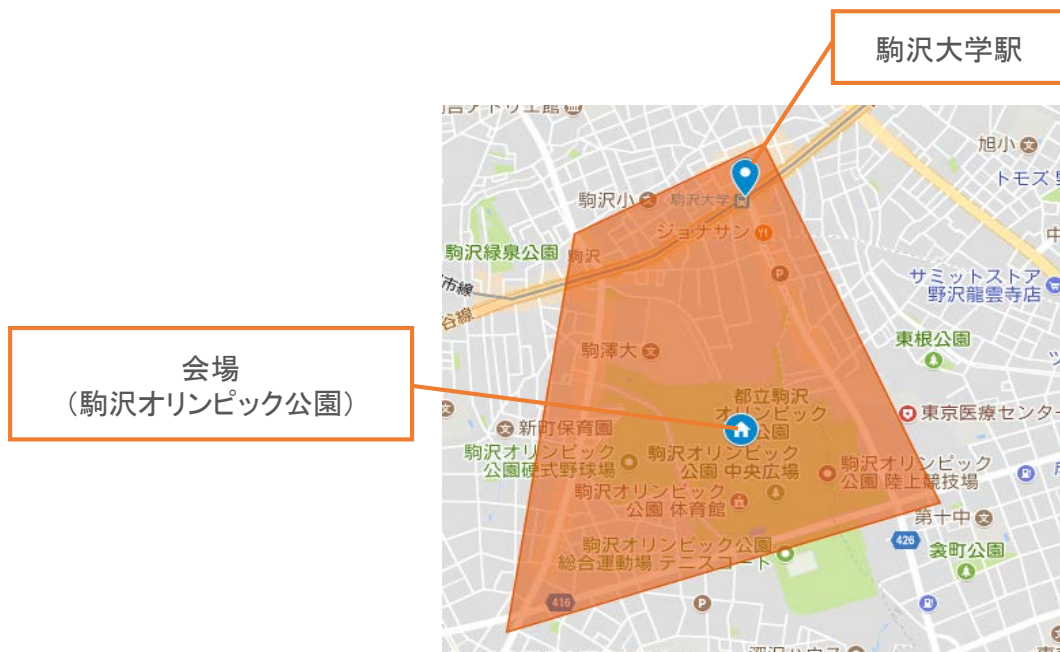 駒沢大学駅
旭小
トモズ
駒沢小
駒沢大学
ジョナサン
駒沢緑泉公園
駒沢
サミットストア
野沢龍雲寺店
東根公園
駒澤大
会場
（駒沢オリンピック公園）
都立駒沢
オリンピック
公園
東京医療センター
新町保育園
駒沢オリンピック
公園硬式野球場
駒沢オリンピック
公園 中央広場
駒沢オリンピック
公園 陸上競技場
駒沢オリンピック
公園 体育館
第十中
駒沢オリンピック公園
総合運動場 テニスコート
426
衾町公園
416
P
P
深沢ハウス